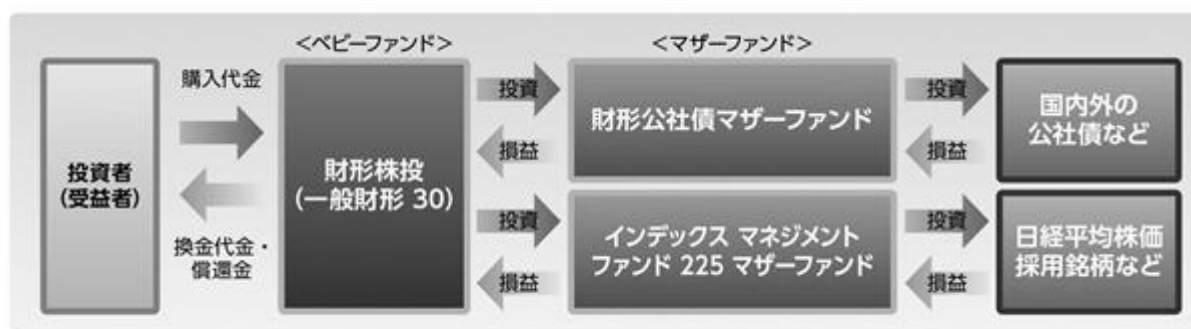 <ベビーファンド>
<マザーファンド>
購入代金
投資者
(受益者)
換金代金・
償還金
財形株投
(一般財形 30)
投資
損益
財形公社債マザーファンド
投資
損益
国内外の
公社債など
投資
損益
インデックス マネジメント
ファンド 225 マザーファンド
投資
損益
日経平均株価
採用銘柄など